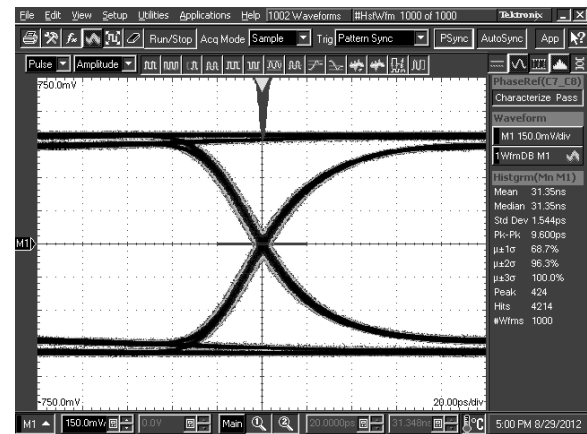 File Edit View Setup Utilities Applications Help 1002 Waveforms #HstWfm 1000 of 1000 Tektronix
Run/Stop Acq Mode Sample Trig Pattern Sync PSync AutoSync App
Pulse Amplitude
750.0mV
PhaseRef(C7_C8)
Characterize Pass
Waveform
M1 150.0mV/div
1WfmDB M1
Histgrm(Mn M1)
Mean 31.35ns
Median 31.35ns
Std Dev 1.544ps
Pk-Pk 9.600ps
μ±1σ 68.7%
μ±2σ 96.3%
μ±3σ 100.0%
Peak 424
Hits 4214
#Wfms 1000
M1
-750.0mV
20.00ps/div
M1 150.0mV/ 0.0V Main 20.0000ps 31.348n °C 5:00 PM 8/29/2012